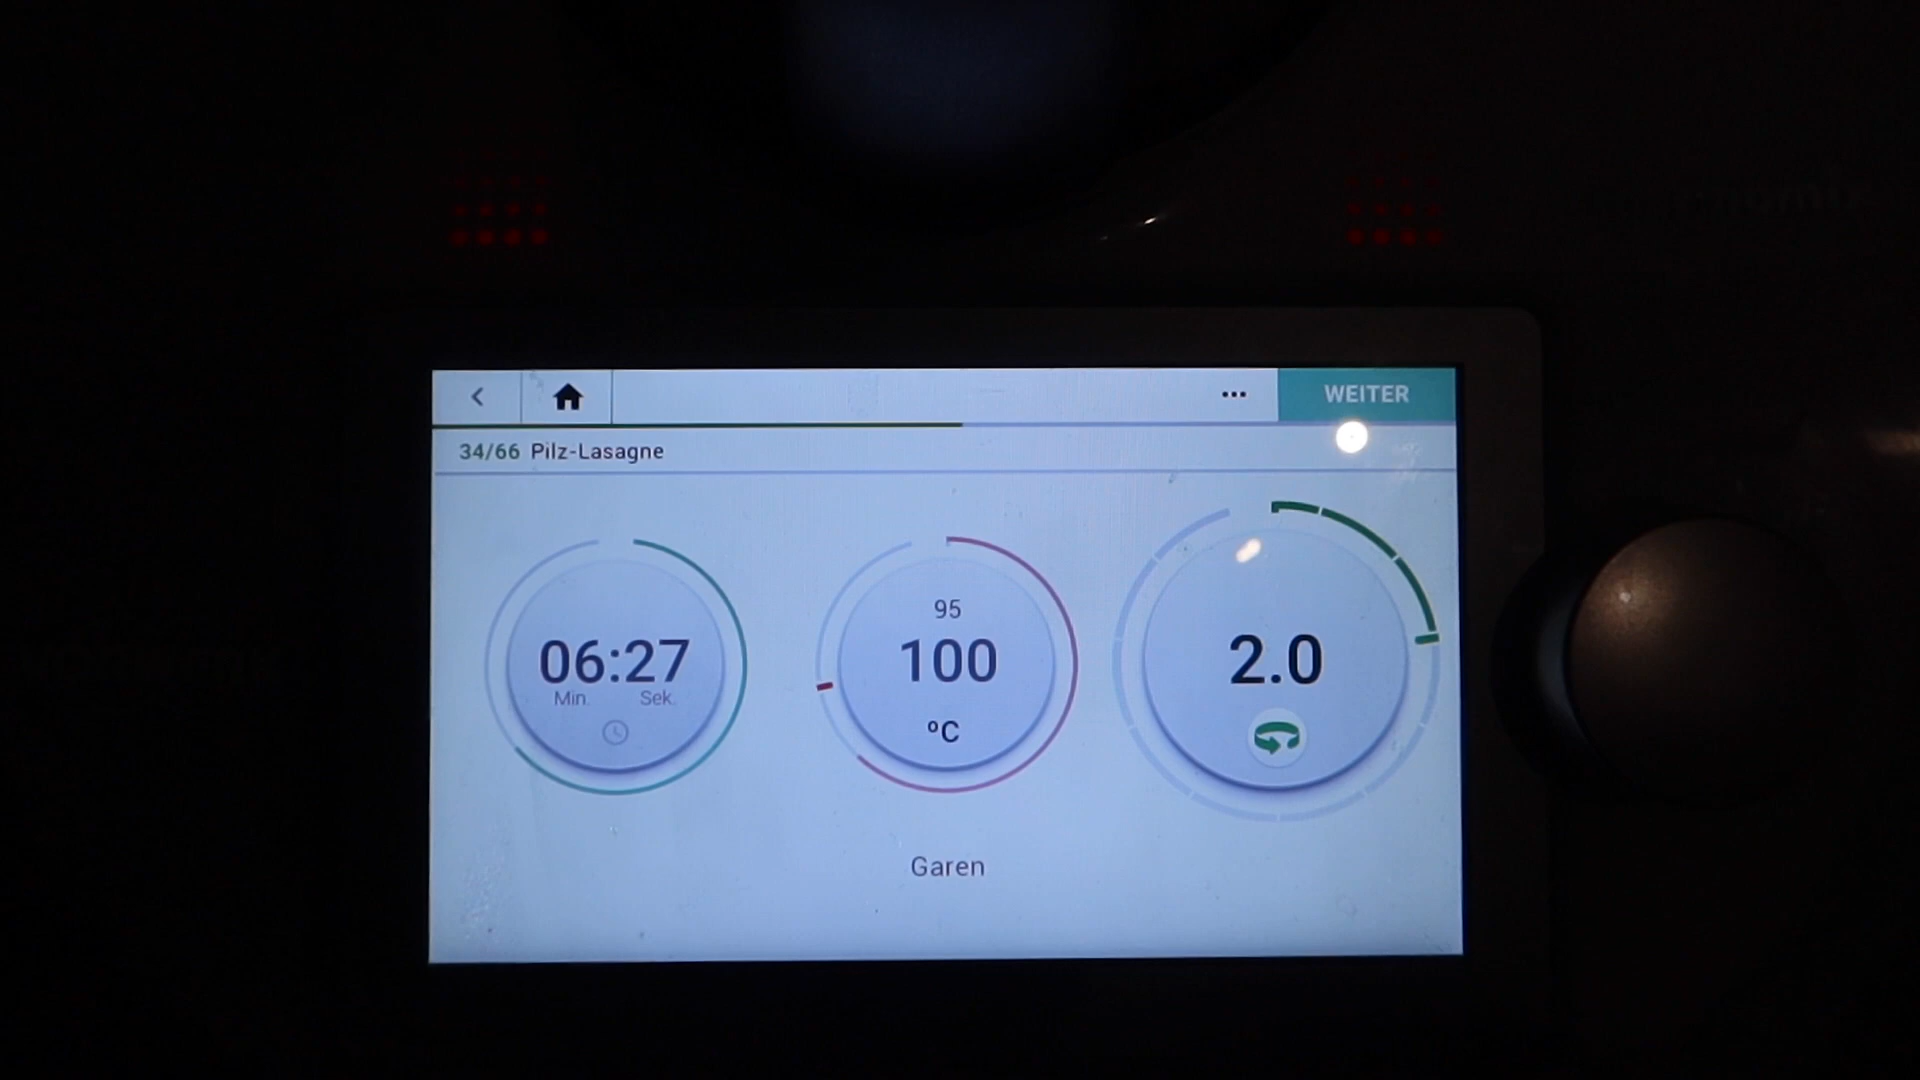 WEITER
34/66 Pilz-Lasagne
06:27
Min. Sek.
95
100
°C
2.0
Garen